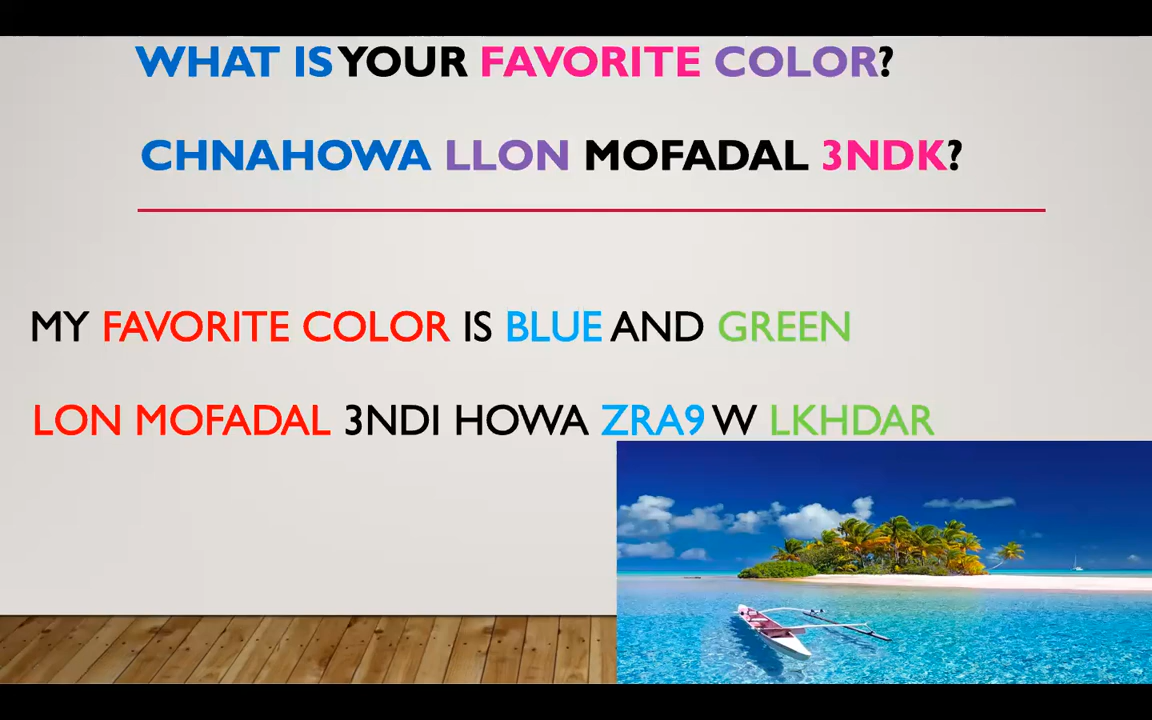 WHAT IS YOUR FAVORITE COLOR?
CHNAHOWA LLON MOFADAL 3NDK?
MY FAVORITE COLOR IS BLUE AND GREEN
LON MOFADAL 3NDI HOWA ZRA9 W LKHDAR